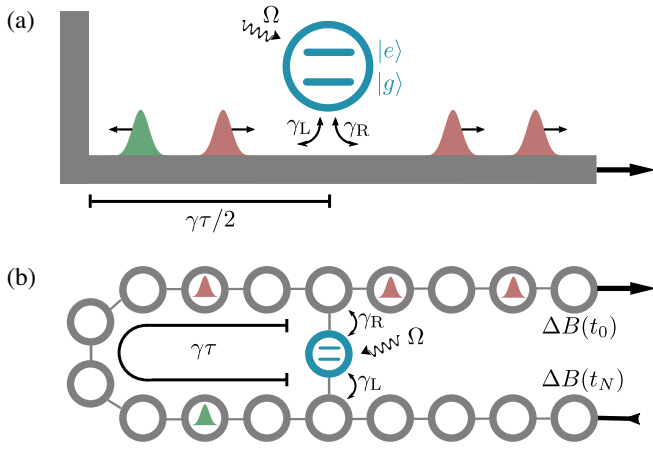 (a)
Ω
|e⟩
|g⟩
γL γR
γτ/2
(b)
γτ
γR
Ω
γL
ΔB(t0)
ΔB(tN)